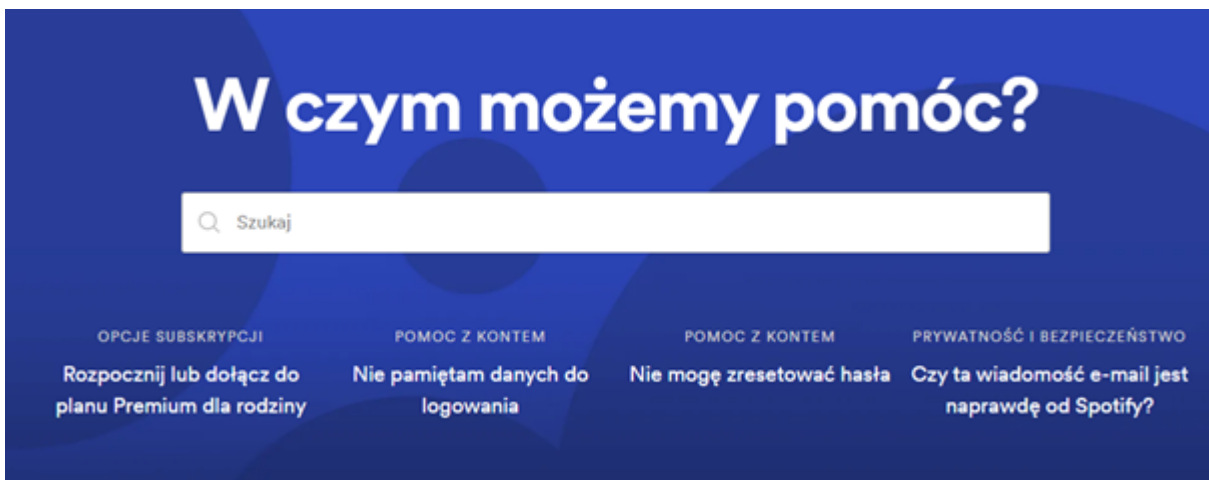 W czym możemy pomóc?
Szukaj
OPCJE SUBSKRYPCJI
Rozpocznij lub dołącz do
planu Premium dla rodziny
POMOC Z KONTEM
Nie pamiętam danych do
logowania
POMOC Z KONTEM
Nie mogę zresetować hasła
PRYWATNOŚĆ I BEZPIECZEŃSTWO
Czy ta wiadomość e-mail jest
naprawdę od Spotify?